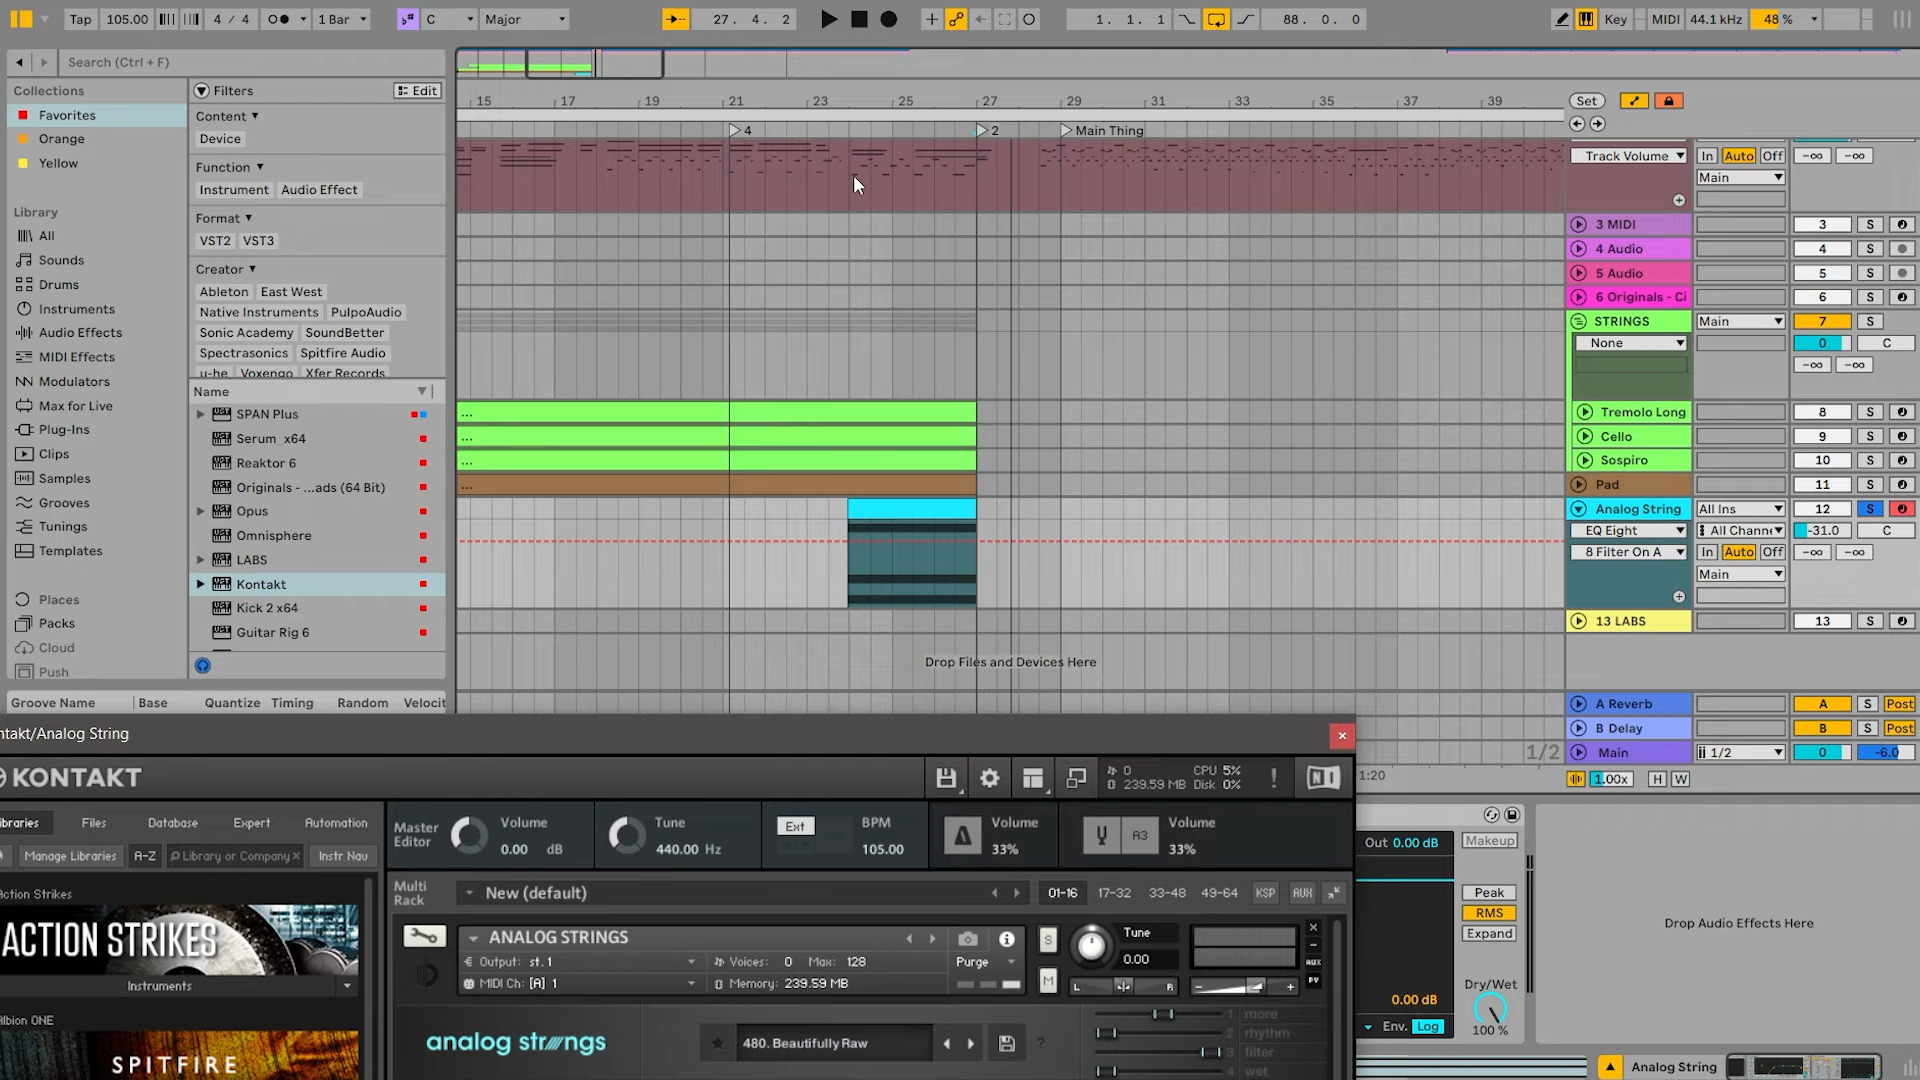 Tap 105.00 4 / 4 1 Bar C Major 27. 4. 2 1. 1. 1 88. 0. 0 Key MIDI 44.1 kHz 48 %
Search (Ctrl + F)
Collections
Favorites
Orange
Yellow
Library
All
Sounds
Drums
Instruments
Audio Effects
MIDI Effects
Modulators
Max for Live
Plug-Ins
Clips
Samples
Grooves
Tunings
Templates
Places
Packs
Cloud
Push
Filters Edit
Content
Device
Function
Instrument Audio Effect
Format
VST2 VST3
Creator
Ableton East West
Native Instruments PulpoAudio
Sonic Academy SoundBetter
Spectrasonics Spitfire Audio
u-he Voxengo Xfer Records
Name
SPAN Plus
Serum_x64
Reaktor 6
Originals - ...ads (64 Bit)
Opus
Omnisphere
LABS
Kontakt
Kick 2 x64
Guitar Rig 6
Groove Name Base Quantize Timing Random Velocit
15 17 19 21 23 25 27 29 31 33 35 37 39
4 2 Main Thing
...
...
...
...
Drop Files and Devices Here
1/2
1:20
Set
Track Volume In Auto Off -∞ -∞
Main
3 MIDI 3 S
4 Audio 4 S
5 Audio 5 S
6 Originals - Ci 6 S
STRINGS Main 7 S
None 0 C
-∞ -∞
Tremolo Long 8 S
Cello 9 S
Sospiro 10 S
Pad 11 S
Analog String All Ins 12 S
EQ Eight All Channe -31.0 C
8 Filter On A In Auto Off -∞ -∞
Main
13 LABS 13 S
A Reverb A S Post
B Delay B S Post
Main 1/2 0 -6.0
1.00x H W
ntakt/Analog String
KONTAKT 0 CPU 5%
239.59 MB Disk 0% ! NI
ibraries Files Database Expert Automation
Manage Libraries A-Z Library or Company Instr Nav
Action Strikes
ACTION STRIKES
Instruments
Albion ONE
SPITFIRE
Master Editor
Volume 0.00 dB
Tune 440.00 Hz
Ext BPM 105.00
Volume 33%
A3 Volume 33%
Multi Rack New (default) 01-16 17-32 33-48 49-64 KSP AUX
ANALOG STRINGS
Output: st. 1 Voices: 0 Max: 128 Purge
MIDI Ch: [A] 1 Memory: 239.59 MB
S
M
Tune
0.00
L R - +
AUX
PV
analog strings 480. Beautifully Raw ?
1 more
2 rhythm
3 filter
4 wet
Out 0.00 dB
Makeup
Peak
RMS
Expand
Dry/Wet
100 %
0.00 dB
Env. Log
Drop Audio Effects Here
Analog String